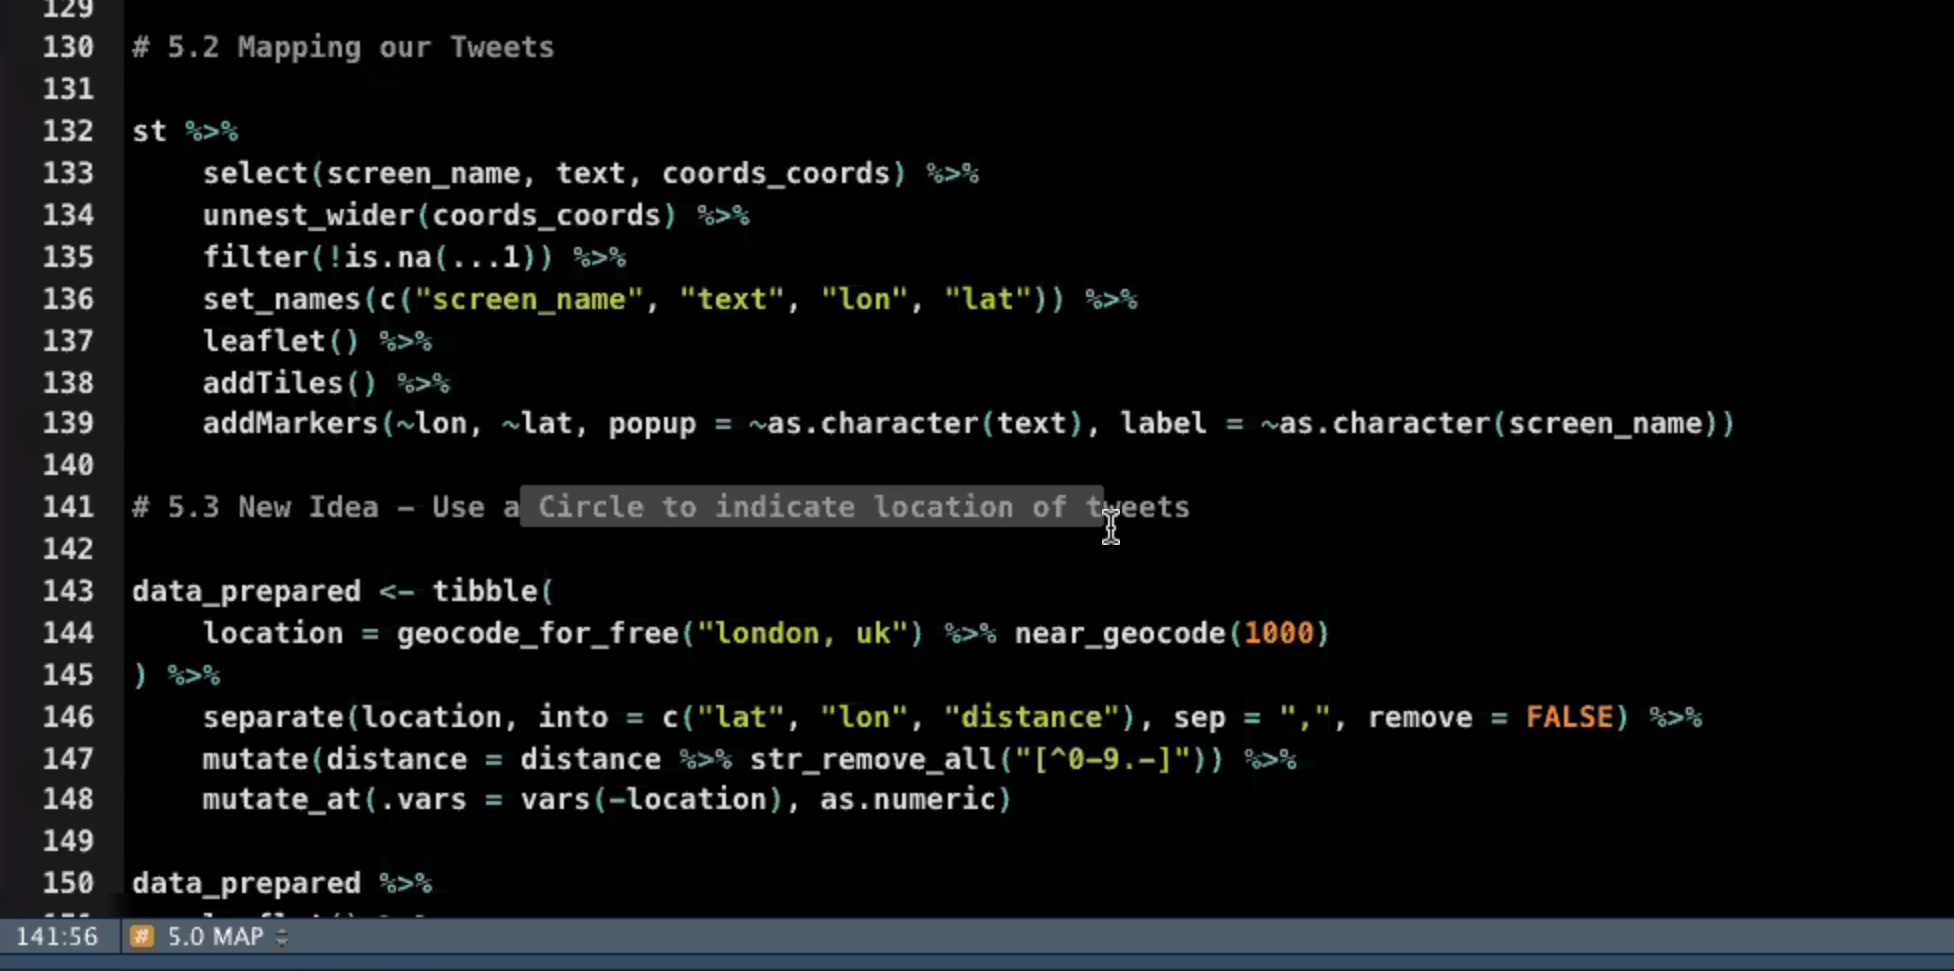 129
130 # 5.2 Mapping our Tweets
131
132 st %>%
133     select(screen_name, text, coords_coords) %>%
134     unnest_wider(coords_coords) %>%
135     filter(!is.na(...1)) %>%
136     set_names(c("screen_name", "text", "lon", "lat")) %>%
137     leaflet() %>%
138     addTiles() %>%
139     addMarkers(~lon, ~lat, popup = ~as.character(text), label = ~as.character(screen_name))
140
141 # 5.3 New Idea - Use a Circle to indicate location of tweets
142
143 data_prepared <- tibble(
144     location = geocode_for_free("london, uk") %>% near_geocode(1000)
145 ) %>%
146     separate(location, into = c("lat", "lon", "distance"), sep = ",", remove = FALSE) %>%
147     mutate(distance = distance %>% str_remove_all("[^0-9.-]")) %>%
148     mutate_at(.vars = vars(-location), as.numeric)
149
150 data_prepared %>%
141:56 # 5.0 MAP